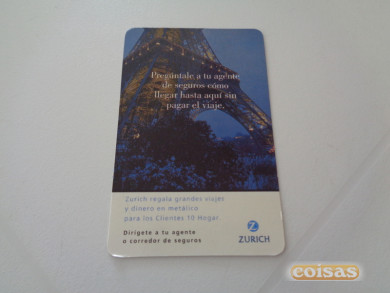 Pregúntale a tu agente
de seguros cómo
llegar hasta aquí sin
pagar el viaje.
Zurich regala grandes viajes
y dinero en metálico
para los Clientes 10 Hogar
Dirígete a tu agente
o corredor de seguros
Z
ZURICH
coisas